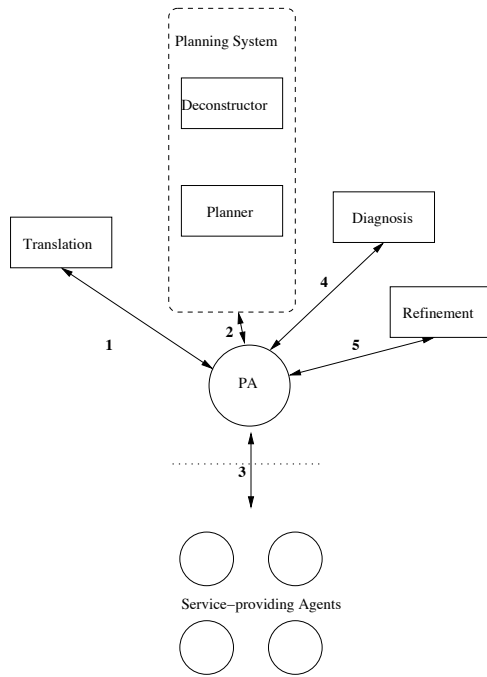 Planning System
Deconstructor
Planner
Translation
Diagnosis
Refinement
1
2
4
5
PA
3
Service−providing Agents